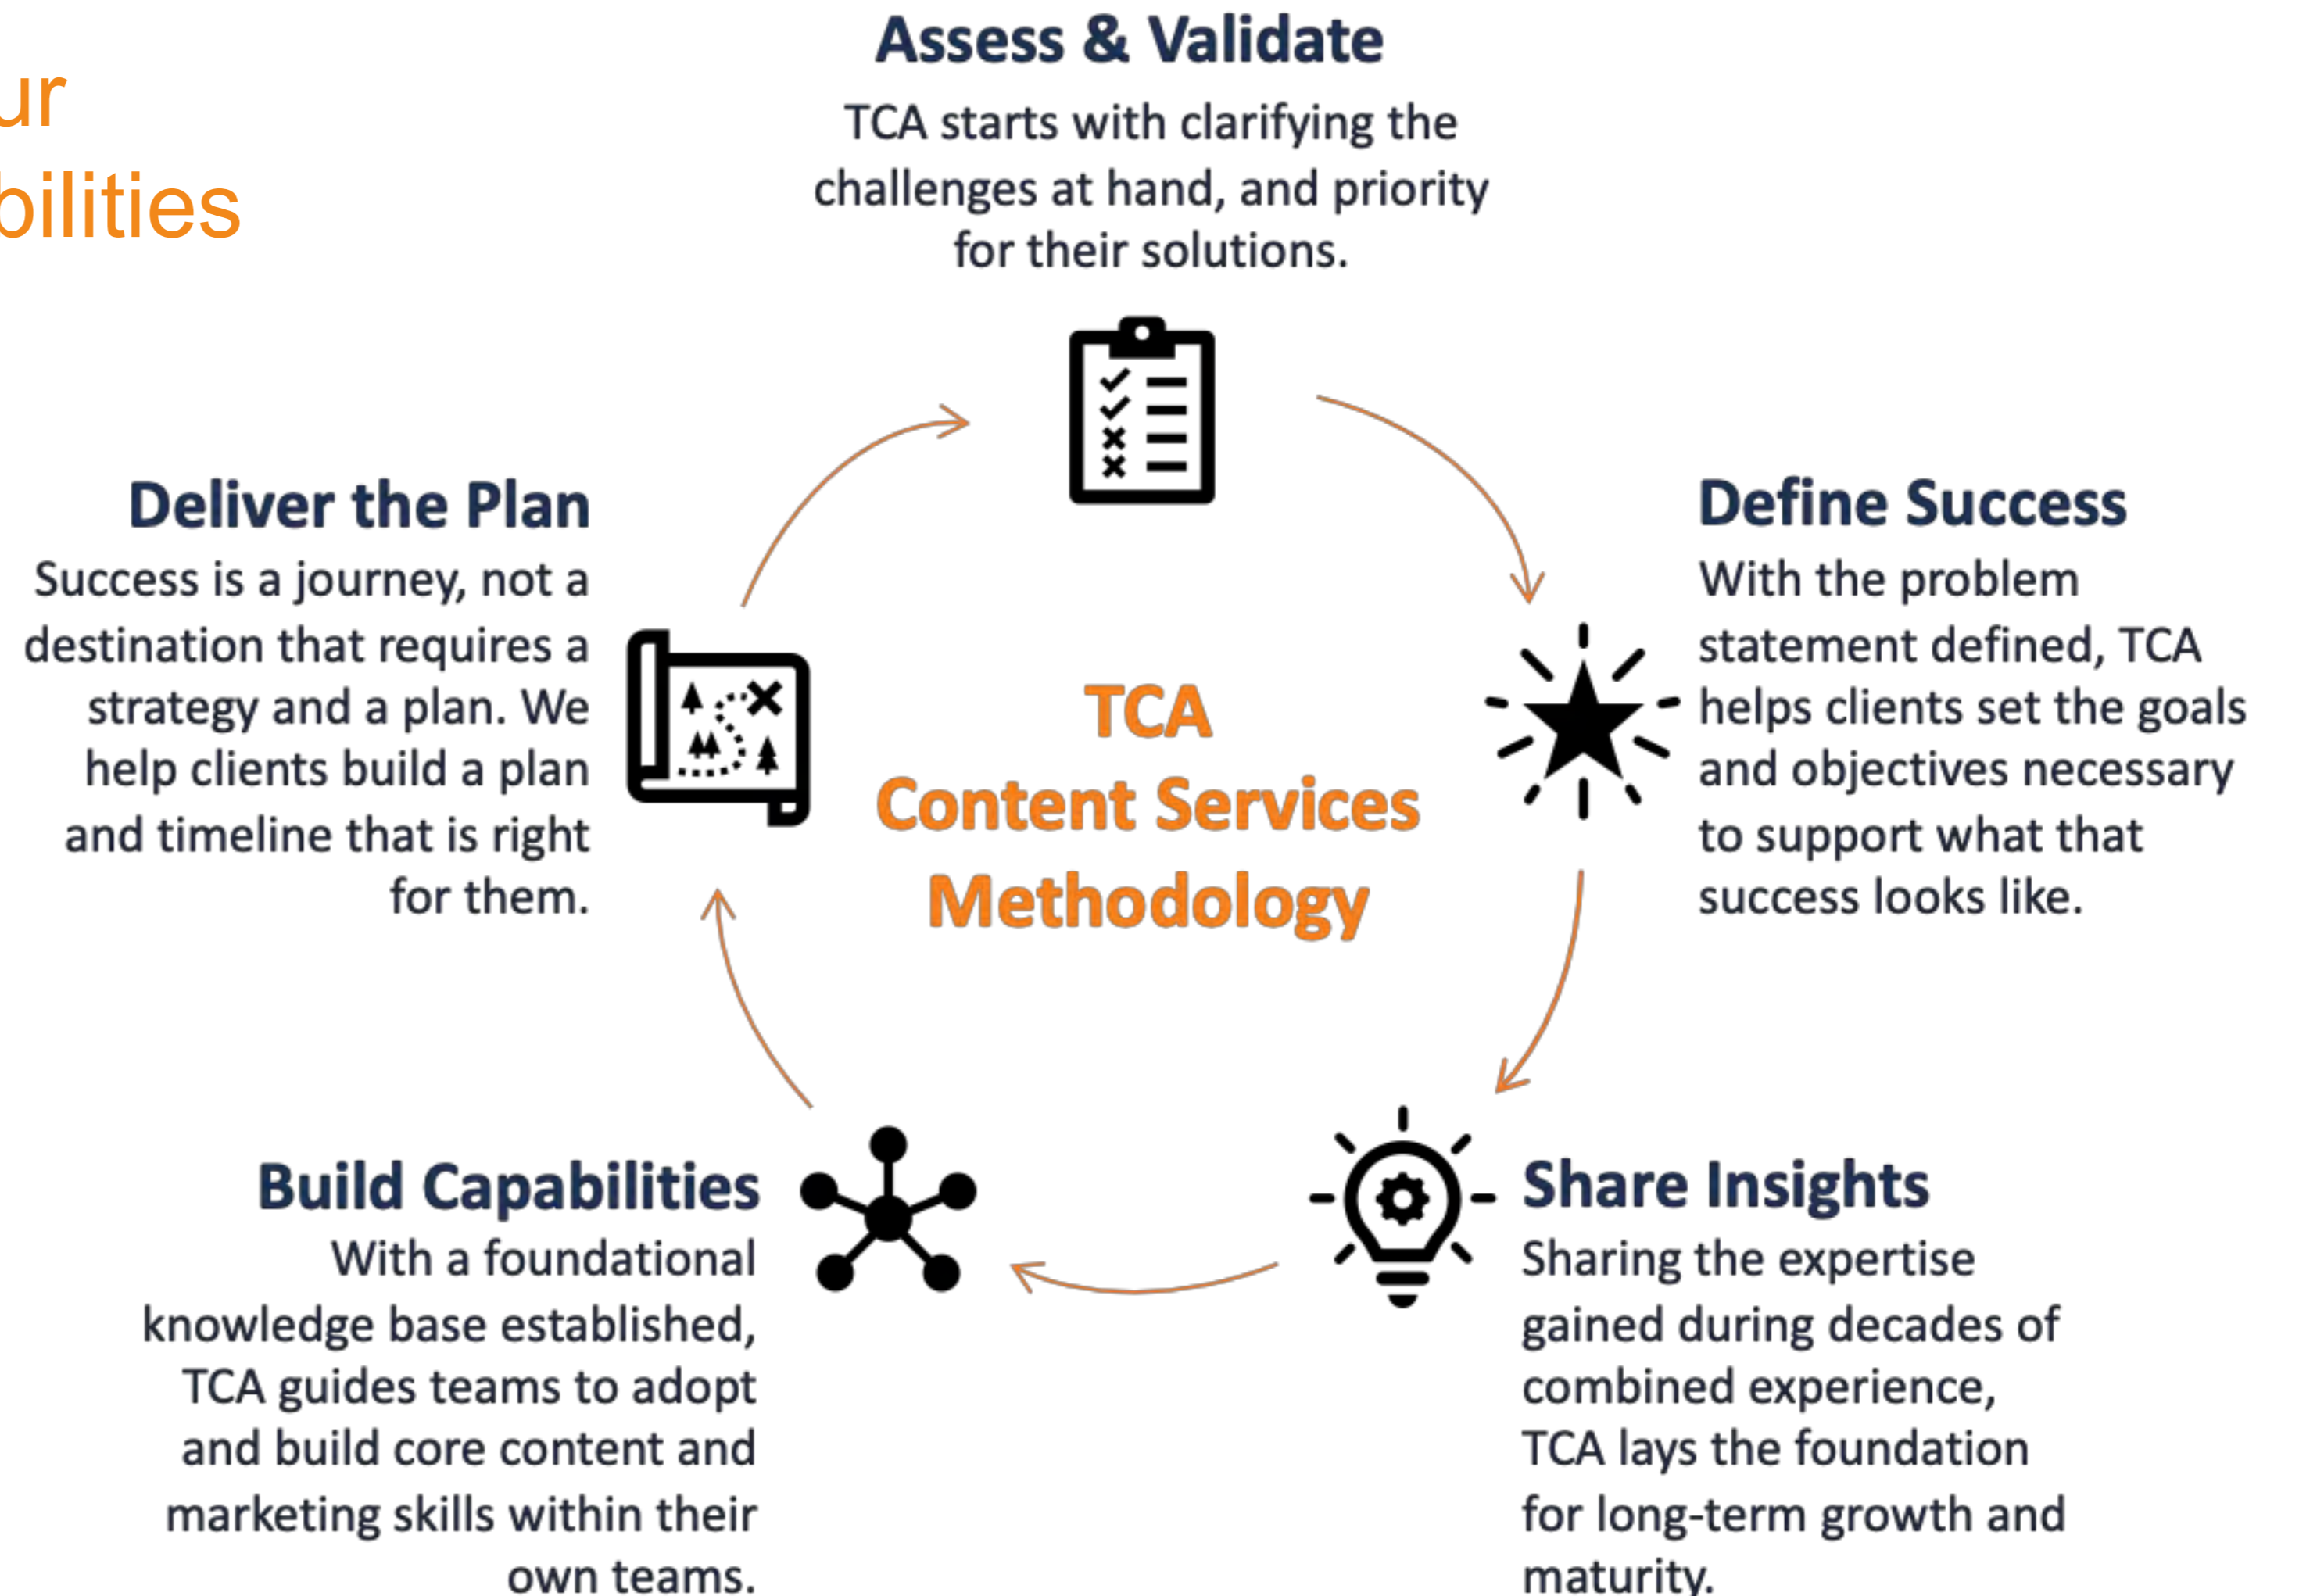 ur
bilities
Assess & Validate
TCA starts with clarifying the
challenges at hand, and priority
for their solutions.
Define Success
With the problem
statement defined, TCA
helps clients set the goals
and objectives necessary
to support what that
success looks like.
Share Insights
Sharing the expertise
gained during decades of
combined experience,
TCA lays the foundation
for long-term growth and
maturity.
Build Capabilities
With a foundational
knowledge base established,
TCA guides teams to adopt
and build core content and
marketing skills within their
own teams.
Deliver the Plan
Success is a journey, not a
destination that requires a
strategy and a plan. We
help clients build a plan
and timeline that is right
for them.
TCA
Content Services
Methodology